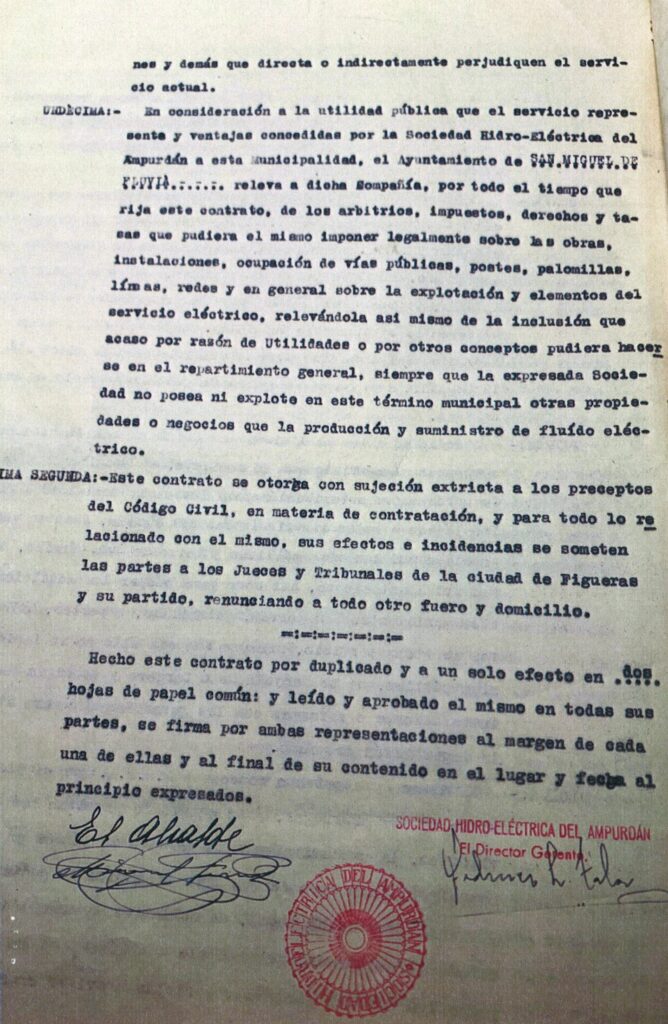 nes y demás que directa o indirectamente perjudiquen el servi-
cio actual.
UNDÉCIMA:- En consideración a la utilidad pública que el servicio repre-
senta y ventajas concedidas por la Sociedad Hidro-Eléctrica del
Ampurdán a esta Municipalidad, el Ayuntamiento de SAN MIGUEL DE
FLUVIA...... releva a dicha Compañía, por todo el tiempo que
rija este contrato, de los arbitrios, impuestos, derechos y ta-
sas que pudiera el mismo imponer legalmente sobre las obras,
instalaciones, ocupación de vías públicas, postes, palomillas,
líneas, redes y en general sobre la explotación y elementos del
servicio eléctrico, relevándola asi mismo de la inclusión que
acaso por razón de Utilidades o por otros conceptos pudiera hacer
se en el repartimiento general, siempre que la expresada Socie-
dad no posea ni explote en este término municipal otras propie-
dades o negocios que la producción y suministro de fluído eléc-
trico.
IMA SEGUNDA:-Este contrato se otorga con sujeción extricta a los preceptos
del Código Civil, en materia de contratación, y para todo lo re
lacionado con el mismo, sus efectos e incidencias se someten
las partes a los Jueces y Tribunales de la ciudad de Figueras
y su partido, renunciando a todo otro fuero y domicilio.
=:=:=:=:=:=:=
Hecho este contrato por duplicado y a un solo efecto en dos
hojas de papel común: y leído y aprobado el mismo en todas sus
partes, se firma por ambas representaciones al margen de cada
una de ellas y al final de su contenido en el lugar y fecha al
principio expresados.
El Alcalde
SOCIEDAD HIDRO-ELÉCTRICA DEL AMPURDÁN
El Director Gerente.
SOCIEDAD HIDROELÉCTRICA DEL AMPURDÁN